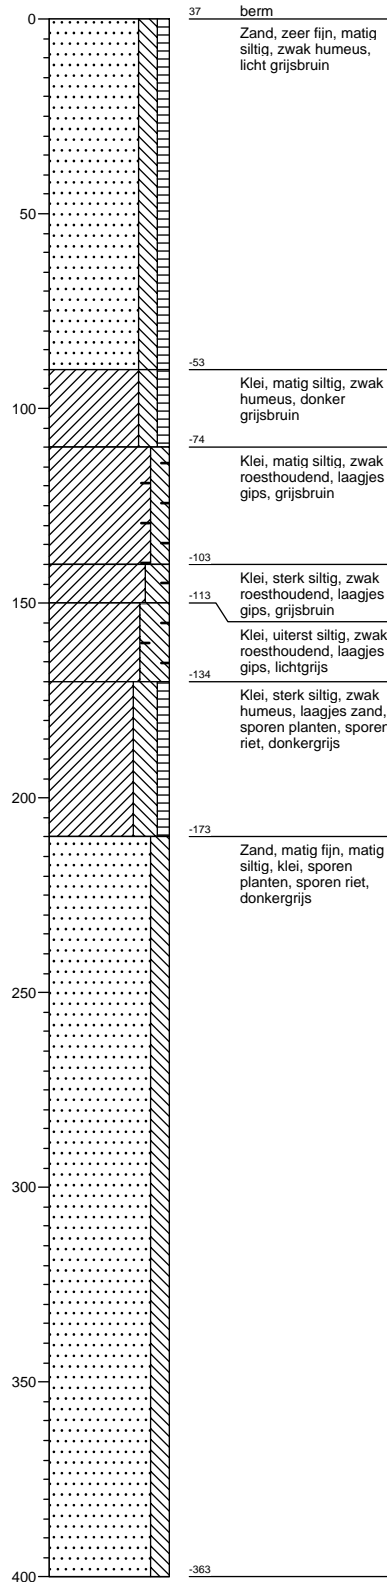 0
37
berm
Zand, zeer fijn, matig
siltig, zwak humeus,
licht grijsbruin
50
-53
Klei, matig siltig, zwak
humeus, donker
grijsbruin
100
-74
Klei, matig siltig, zwak
roesthoudend, laagjes
gips, grijsbruin
-103
Klei, sterk siltig, zwak
roesthoudend, laagjes
gips, grijsbruin
150
-113
Klei, uiterst siltig, zwak
roesthoudend, laagjes
gips, lichtgrijs
-134
Klei, sterk siltig, zwak
humeus, laagjes zand,
sporen planten, sporen
riet, donkergrijs
200
-173
Zand, matig fijn, matig
siltig, klei, sporen
planten, sporen riet,
donkergrijs
250
300
350
400
-363